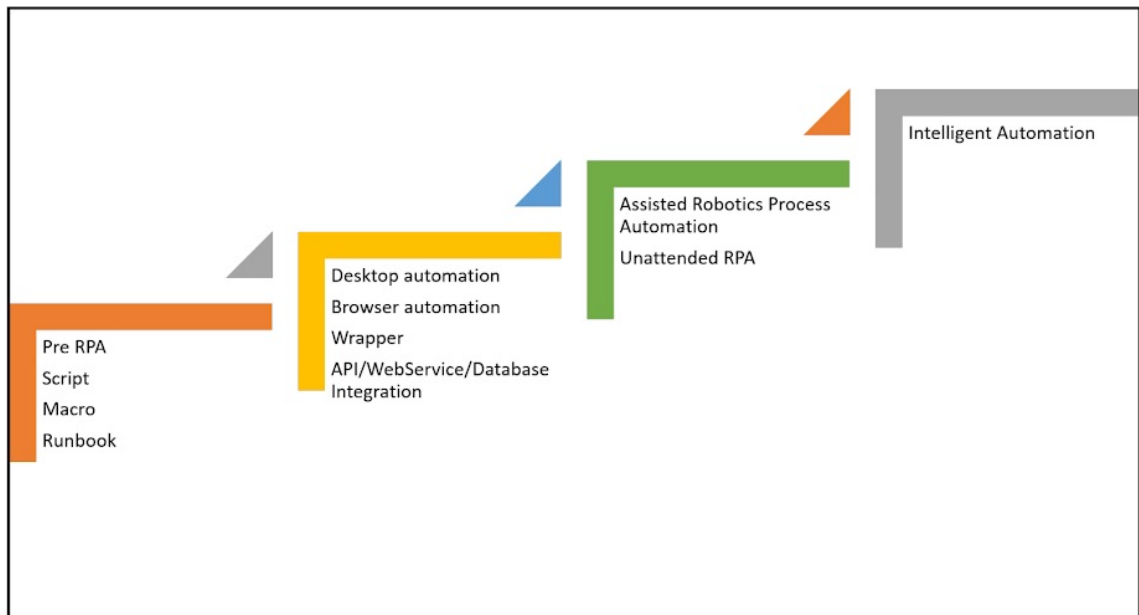 Pre RPA
Script
Macro
Runbook
Desktop automation
Browser automation
Wrapper
API/WebService/Database
Integration
Assisted Robotics Process
Automation
Unattended RPA
Intelligent Automation